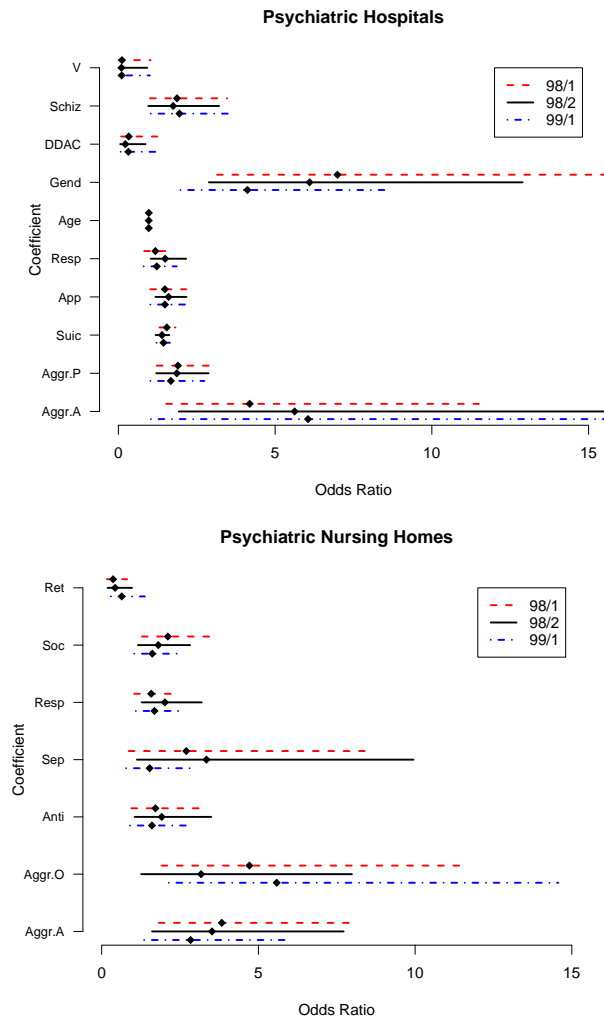 Psychiatric Hospitals
V
Schiz
DDAC
Gend
Age
Resp
App
Suic
Aggr.P
Aggr.A
Coefficient
98/1
98/2
99/1
0 5 10 15
Odds Ratio
Psychiatric Nursing Homes
Ret
Soc
Resp
Sep
Anti
Aggr.O
Aggr.A
Coefficient
98/1
98/2
99/1
0 5 10 15
Odds Ratio